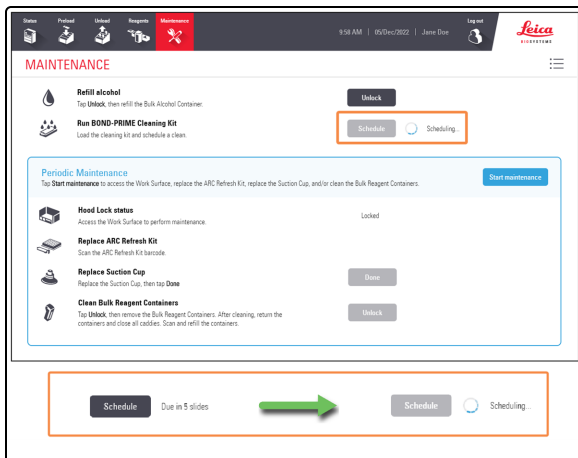 Status Preload Unload Reagents Maintenance
9:58 AM | 05/Dec/2022 | Jane Doe
Log out
Leica
BIOSYSTEMS
MAINTENANCE
Refill alcohol
Tap Unlock, then refill the Bulk Alcohol Container.
Unlock
Run BOND-PRIME Cleaning Kit
Load the cleaning kit and schedule a clean.
Schedule Scheduling...
Periodic Maintenance
Tap Start maintenance to access the Work Surface, replace the ARC Refresh Kit, replace the Suction Cup, and/or clean the Bulk Reagent Containers.
Start maintenance
Hood Lock status
Access the Work Surface to perform maintenance.
Locked
Replace ARC Refresh Kit
Scan the ARC Refresh Kit barcode.
Replace Suction Cup
Replace the Suction Cup, then tap Done
Done
Clean Bulk Reagent Containers
Tap Unlock, then remove the Bulk Reagent Containers. After cleaning, return the
containers and close all caddies. Scan and refill the containers.
Unlock
Schedule Due in 5 slides Schedule Scheduling...